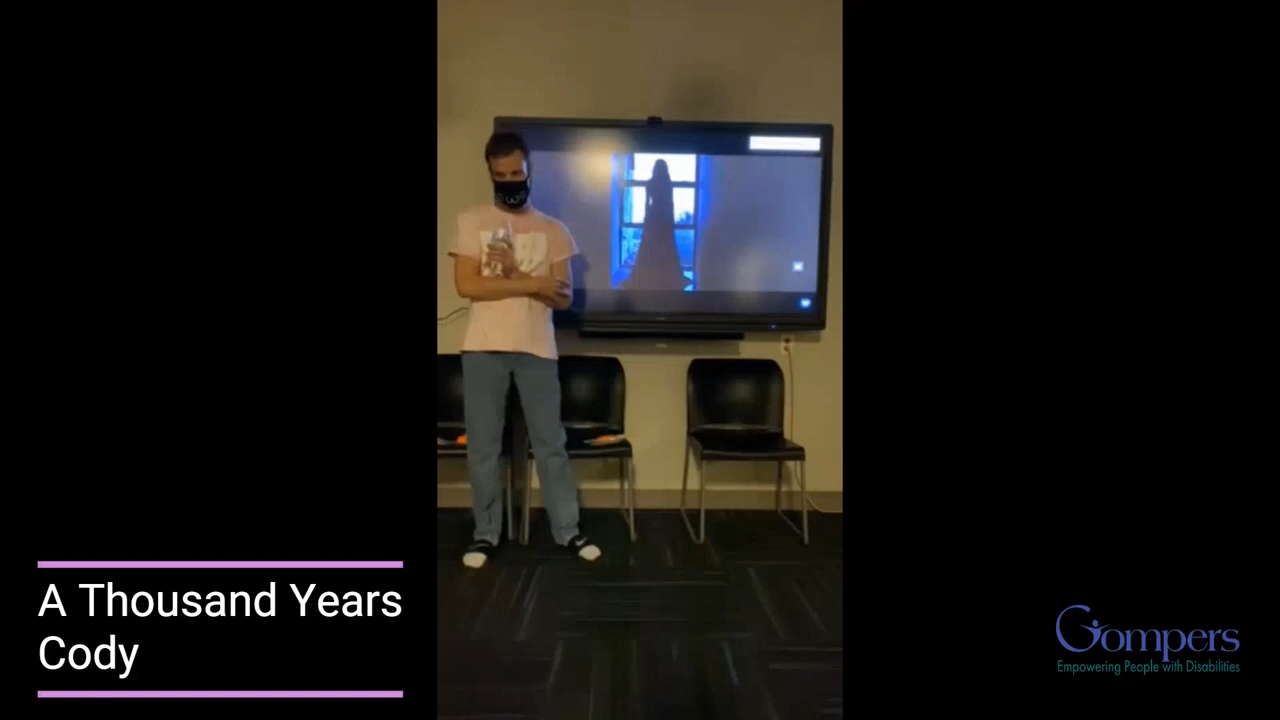 A Thousand Years
Cody
Gompers
Empowering People with Disabilities